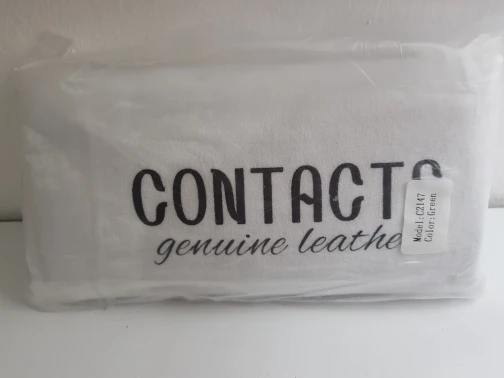 CONTACT
genuine leathe
Model:C2147
Color:Green